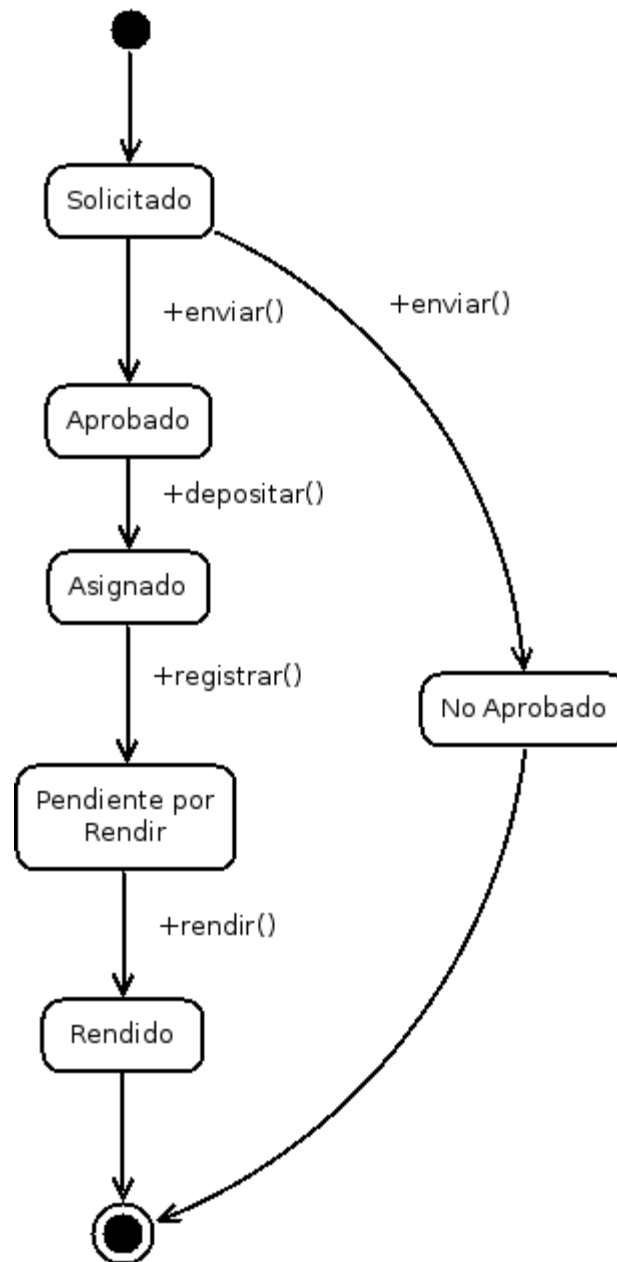 Solicitado
+enviar()
+enviar()
Aprobado
+depositar()
Asignado
+registrar()
No Aprobado
Pendiente por
Rendir
+rendir()
Rendido